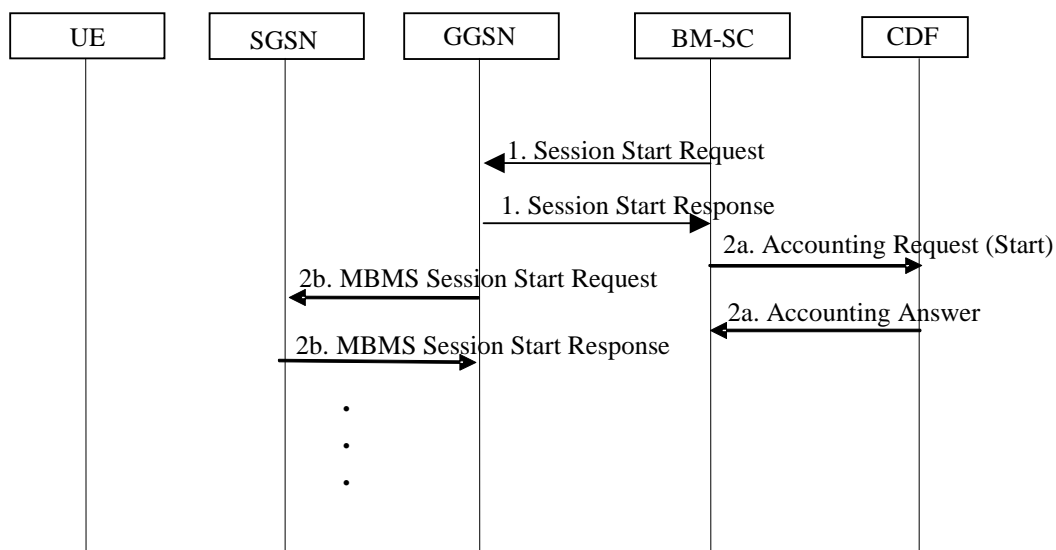 UE
SGSN
GGSN
BM-SC
CDF
1. Session Start Request
1. Session Start Response
2a. Accounting Request (Start)
2b. MBMS Session Start Request
2a. Accounting Answer
2b. MBMS Session Start Response